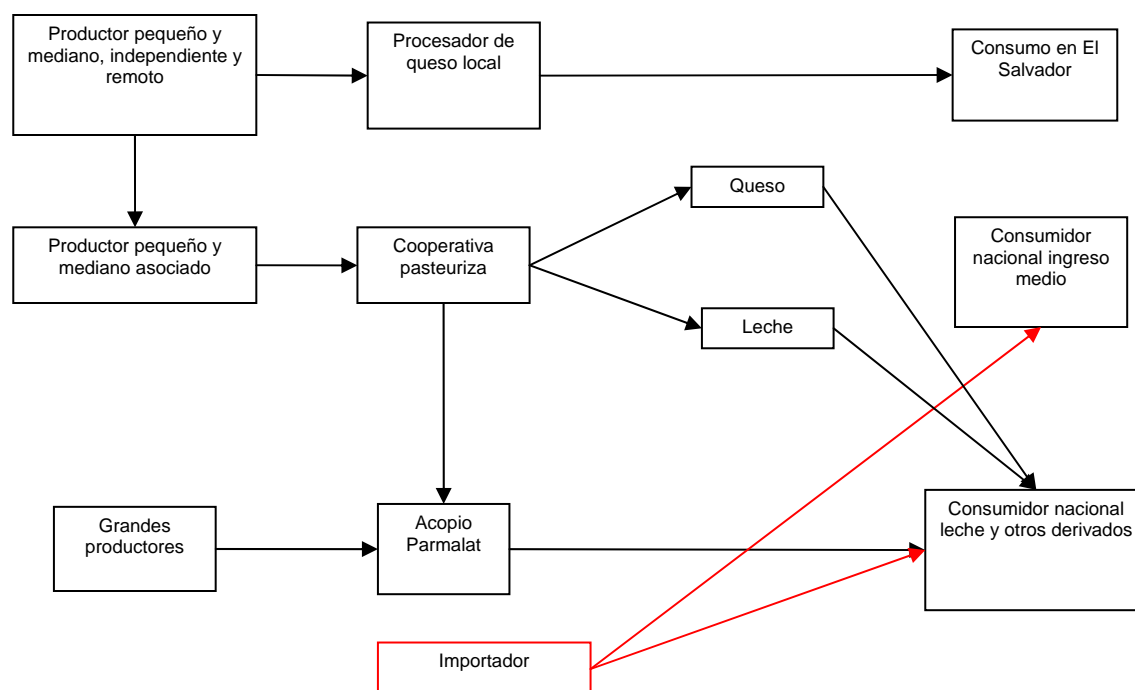 Productor pequeño y
mediano, independiente y
remoto
Procesador de
queso local
Consumo en El
Salvador
Queso
Productor pequeño y
mediano asociado
Cooperativa
pasteuriza
Consumidor
nacional ingreso
medio
Leche
Grandes
productores
Acopio
Parmalat
Consumidor nacional
leche y otros derivados
Importador